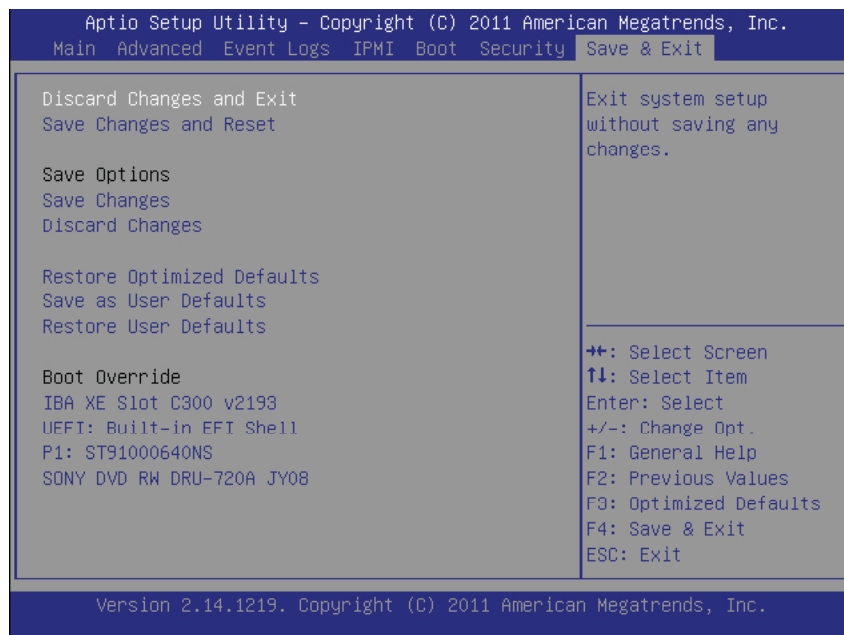 Aptio Setup Utility – Copyright (C) 2011 American Megatrends, Inc.
Main Advanced Event Logs IPMI Boot Security Save & Exit
Discard Changes and Exit
Save Changes and Reset
Save Options
Save Changes
Discard Changes
Restore Optimized Defaults
Save as User Defaults
Restore User Defaults
Boot Override
IBA XE Slot C300 v2193
UEFI: Built-in EFI Shell
P1: ST91000640NS
SONY DVD RW DRU-720A JY08
Exit system setup
without saving any
changes.
→←: Select Screen
↑↓: Select Item
Enter: Select
+/-: Change Opt.
F1: General Help
F2: Previous Values
F3: Optimized Defaults
F4: Save & Exit
ESC: Exit
Version 2.14.1219. Copyright (C) 2011 American Megatrends, Inc.